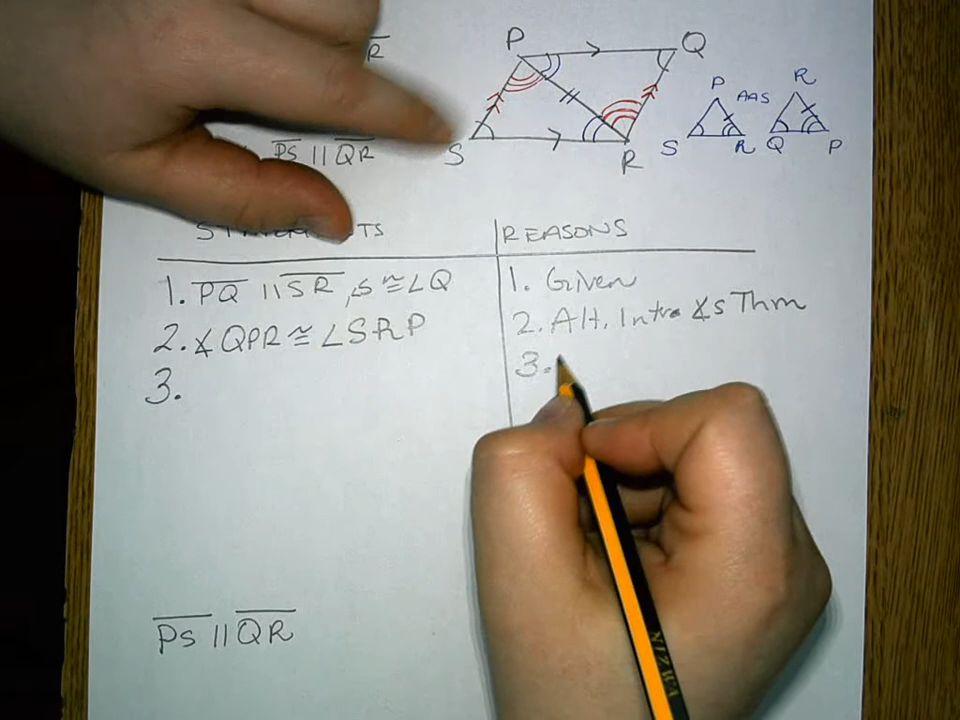 R
PS || QR
P
Q
S
R
P
S
R
AAS
R
Q
P
REASONS
1. PQ || SR, S ≅ ∠Q
1. Given
2. ∡QPR ≅ ∠SRP
2. Alt. Intr ∡s Thm
3.
3.
PS || QR
NIZWA